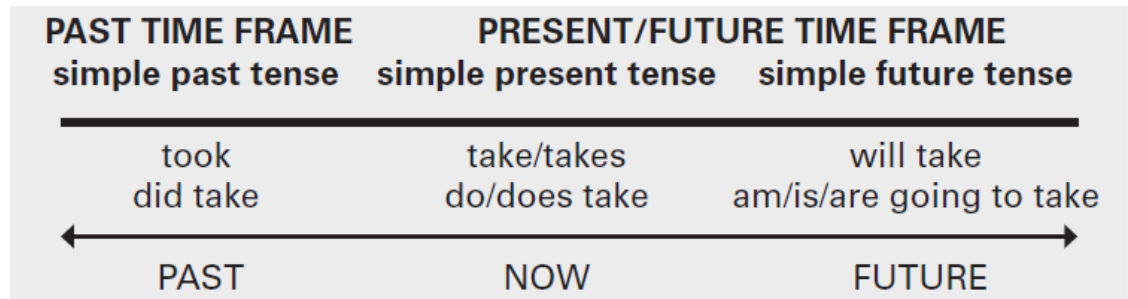 PAST TIME FRAME PRESENT/FUTURE TIME FRAME
simple past tense simple present tense simple future tense
took take/takes will take
did take do/does take am/is/are going to take
PAST NOW FUTURE